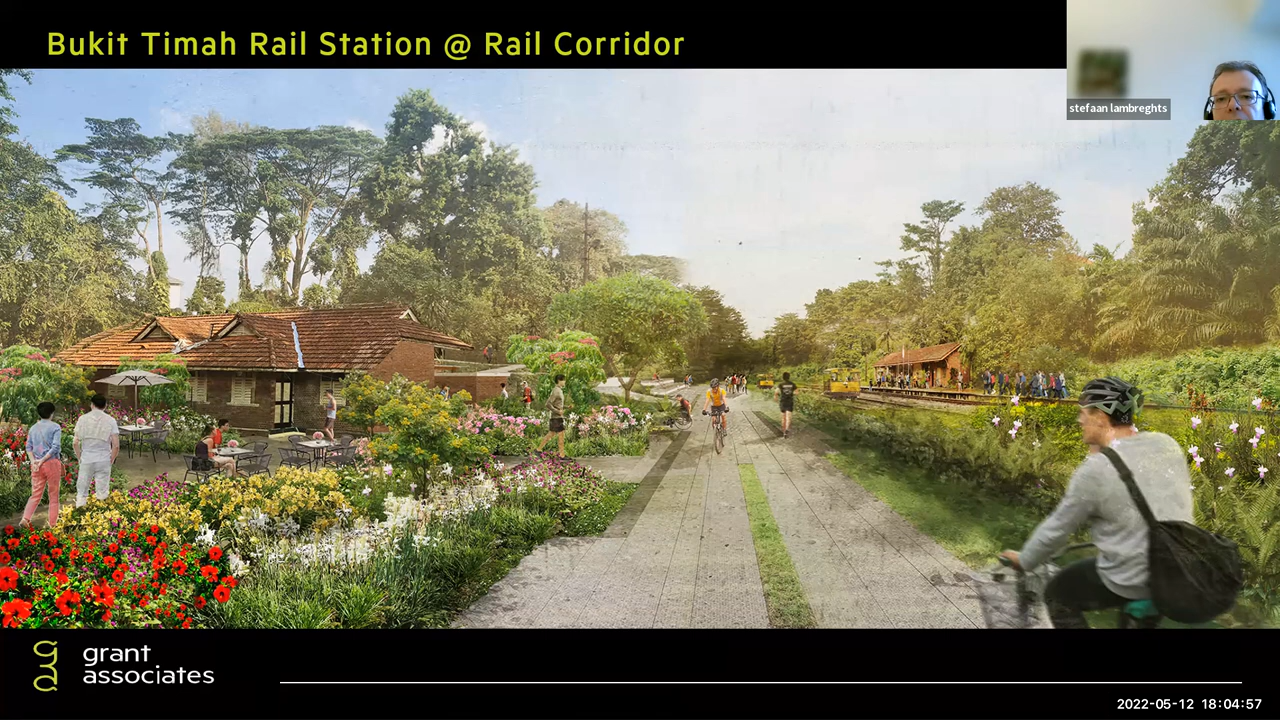 Bukit Timah Rail Station @ Rail Corridor
stefaan lambreghts
grant
associates
2022-05-12 18:04:57